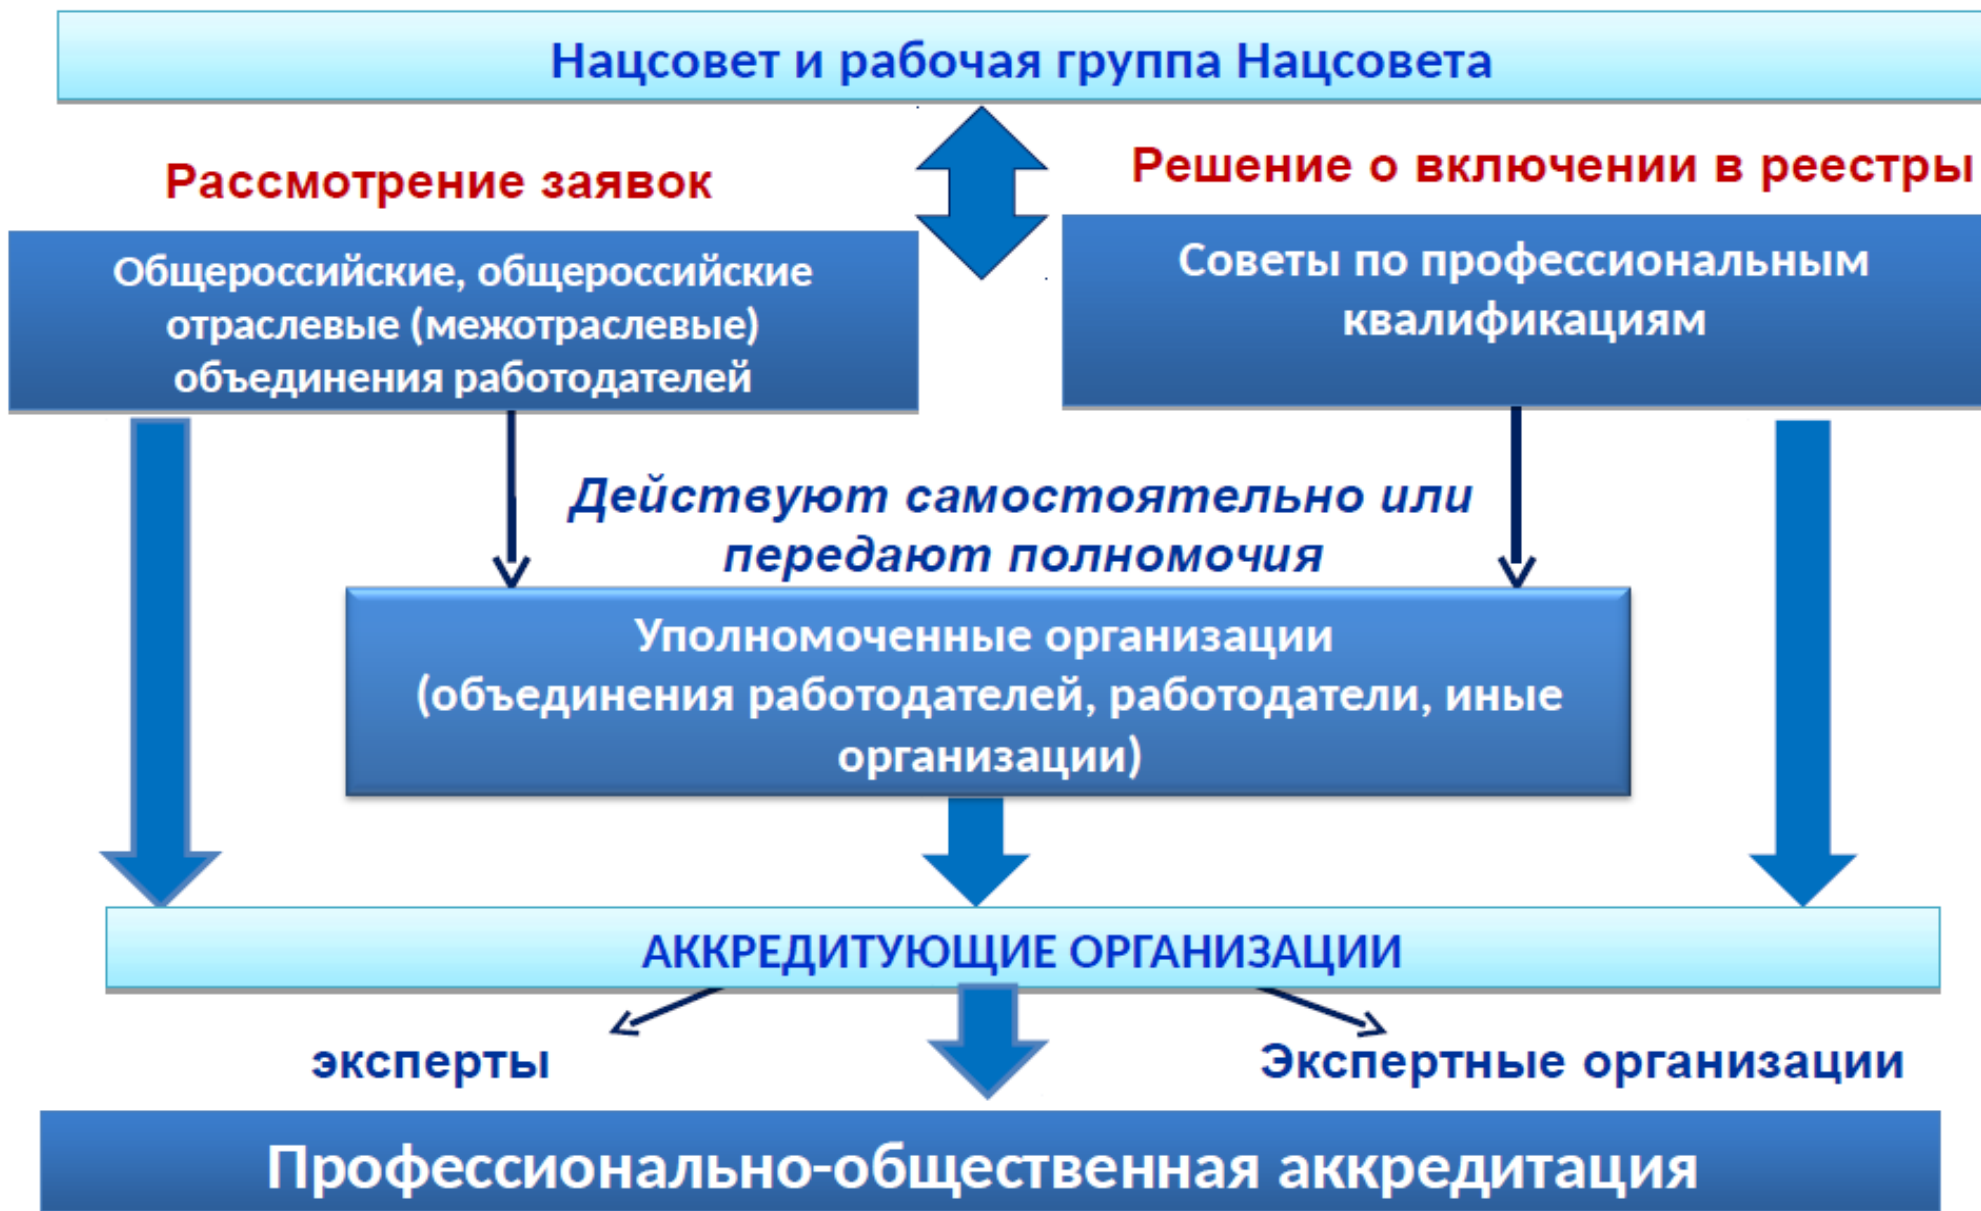 Нацсовет и рабочая группа Нацсовета
Рассмотрение заявок
Решение о включении в реестры
Общероссийские, общероссийские
отраслевые (межотраслевые)
объединения работодателей
Советы по профессиональным
квалификациям
Действуют самостоятельно или
передают полномочия
Уполномоченные организации
(объединения работодателей, работодатели, иные
организации)
АККРЕДИТУЮЩИЕ ОРГАНИЗАЦИИ
эксперты
Экспертные организации
Профессионально-общественная аккредитация